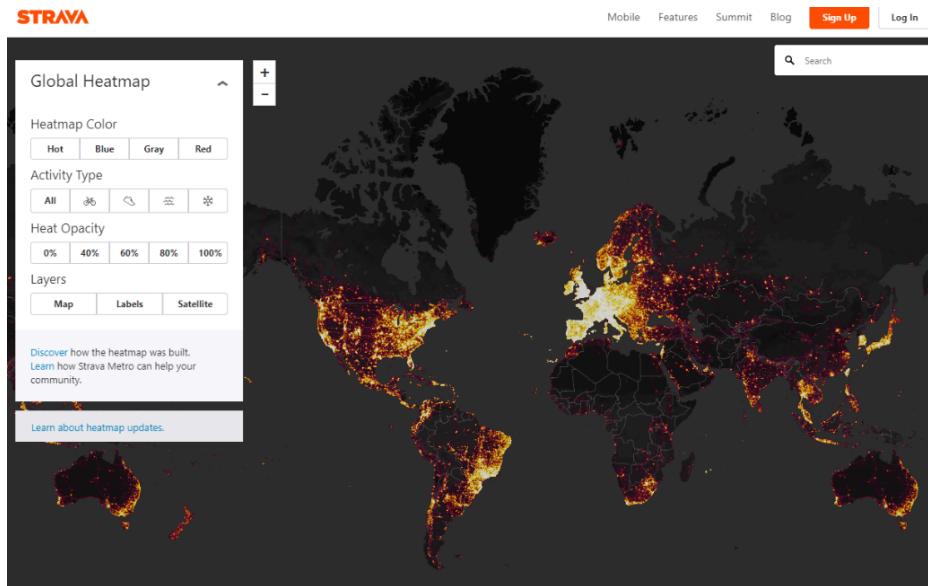 STRAVA
Mobile Features Summit Blog Sign Up Log In
Search
Global Heatmap
+
-
Heatmap Color
Hot Blue Gray Red
Activity Type
All
Heat Opacity
0% 40% 60% 80% 100%
Layers
Map Labels Satellite
Discover how the heatmap was built.
Learn how Strava Metro can help your
community.
Learn about heatmap updates.